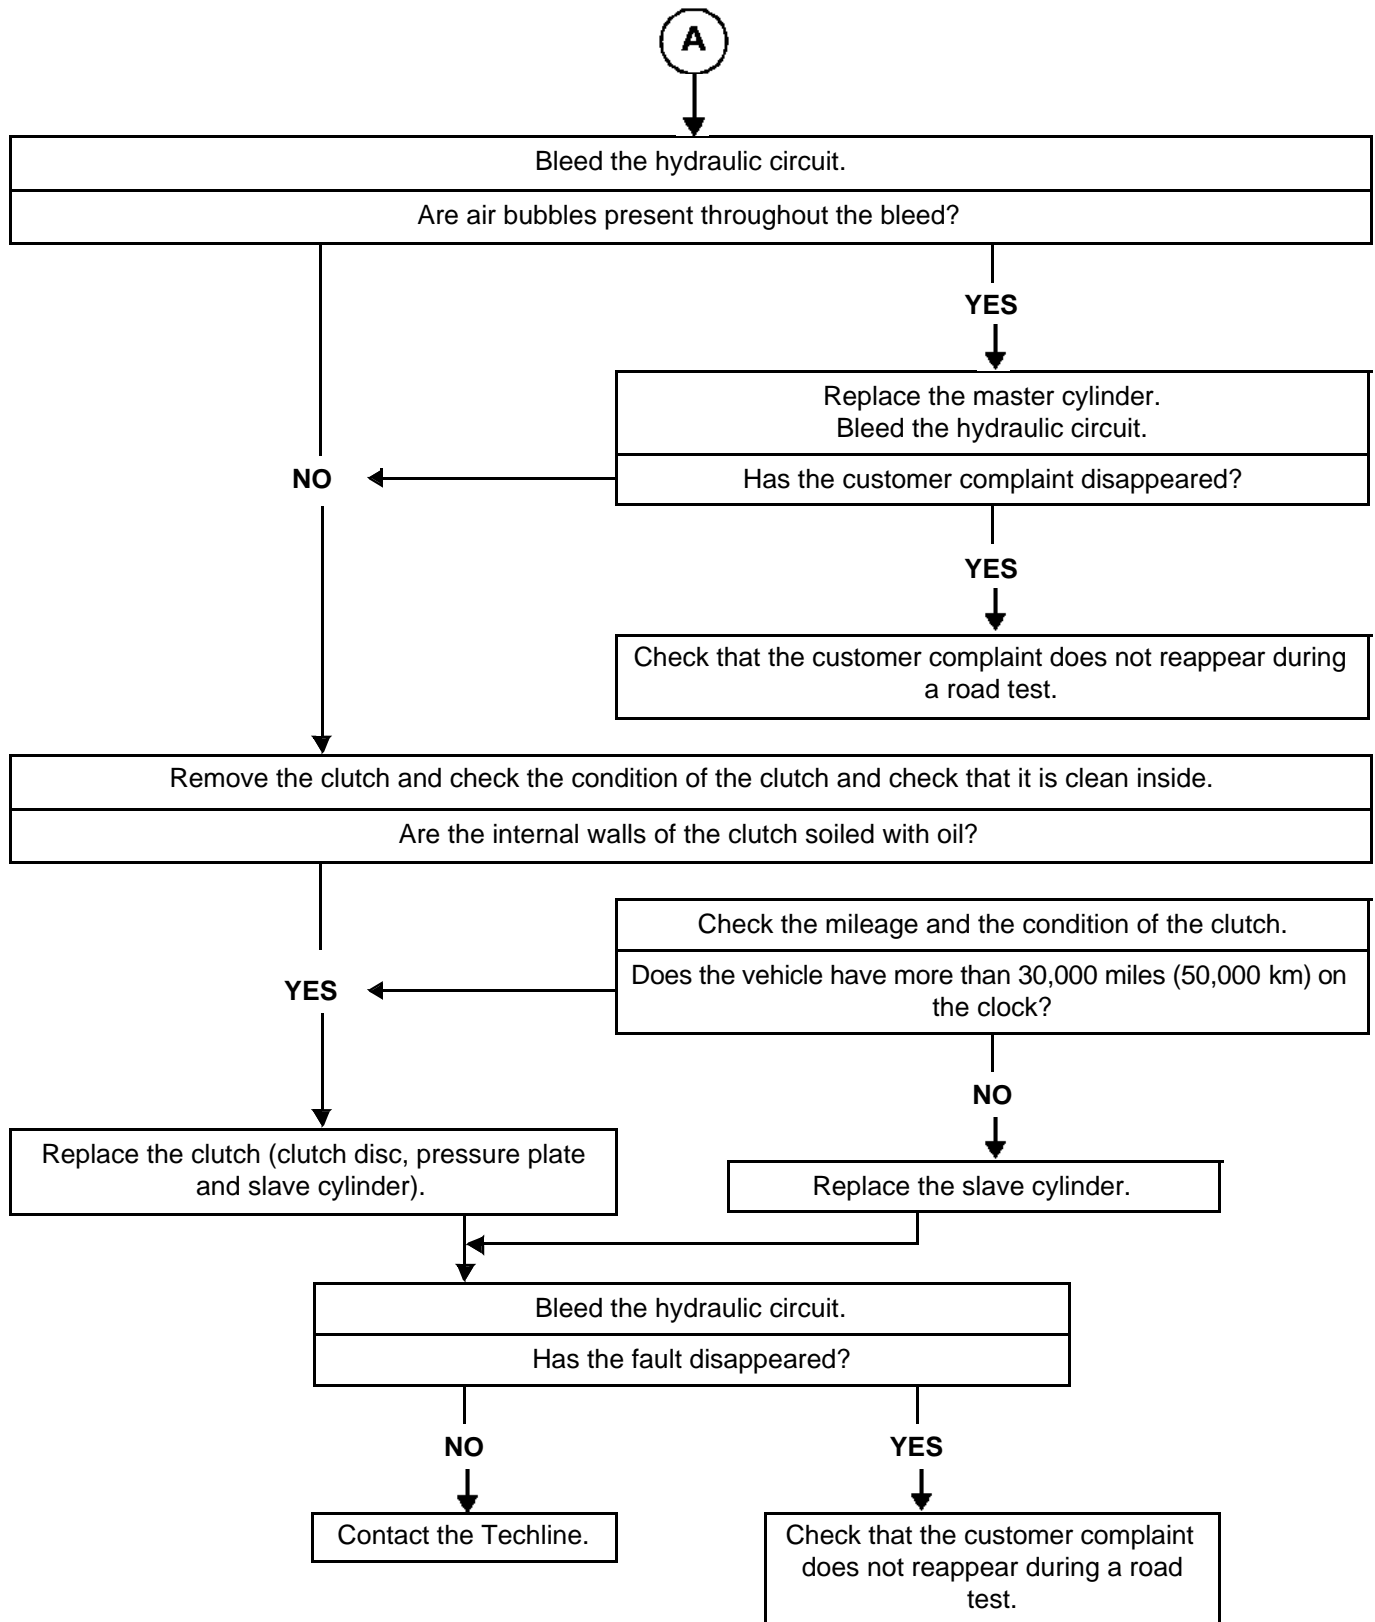 A
Bleed the hydraulic circuit.
Are air bubbles present throughout the bleed?
YES
Replace the master cylinder.
Bleed the hydraulic circuit.
NO
Has the customer complaint disappeared?
YES
Check that the customer complaint does not reappear during
a road test.
Remove the clutch and check the condition of the clutch and check that it is clean inside.
Are the internal walls of the clutch soiled with oil?
Check the mileage and the condition of the clutch.
YES
Does the vehicle have more than 30,000 miles (50,000 km) on
the clock?
NO
Replace the clutch (clutch disc, pressure plate
and slave cylinder).
Replace the slave cylinder.
Bleed the hydraulic circuit.
Has the fault disappeared?
NO
YES
Contact the Techline.
Check that the customer complaint
does not reappear during a road
test.